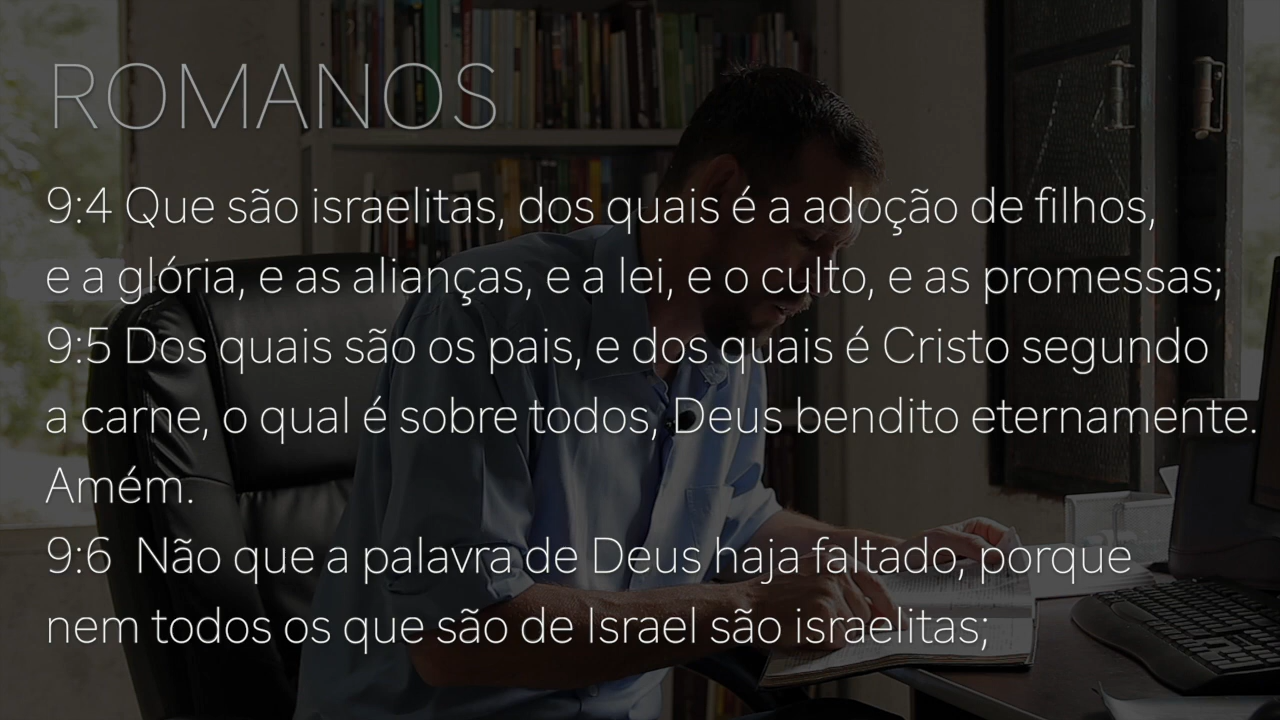 ROMANOS
9:4 Que são israelitas, dos quais é a adoção de filhos,
e a glória, e as alianças, e a lei, e o culto, e as promessas;
9:5 Dos quais são os pais, e dos quais é Cristo segundo
a carne, o qual é sobre todos, Deus bendito eternamente.
Amém.
9:6 Não que a palavra de Deus haja faltado, porque
nem todos os que são de Israel são israelitas;